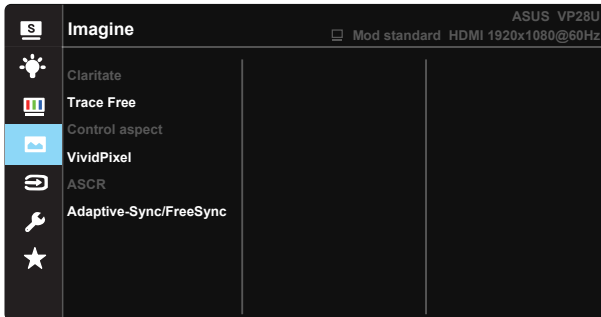 S
Imagine
ASUS VP28U
Mod standard HDMI 1920x1080@60Hz
Claritate
Trace Free
Control aspect
VividPixel
ASCR
Adaptive-Sync/FreeSync